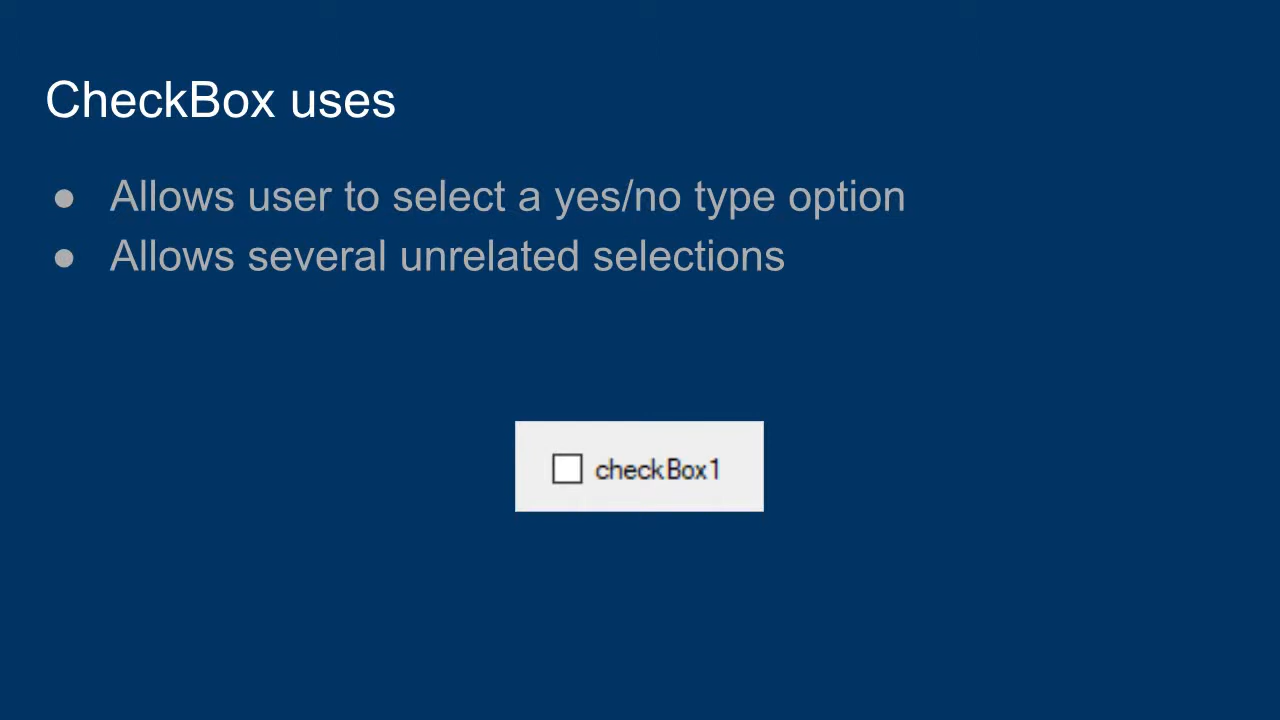 CheckBox uses
● Allows user to select a yes/no type option
● Allows several unrelated selections
checkBox1